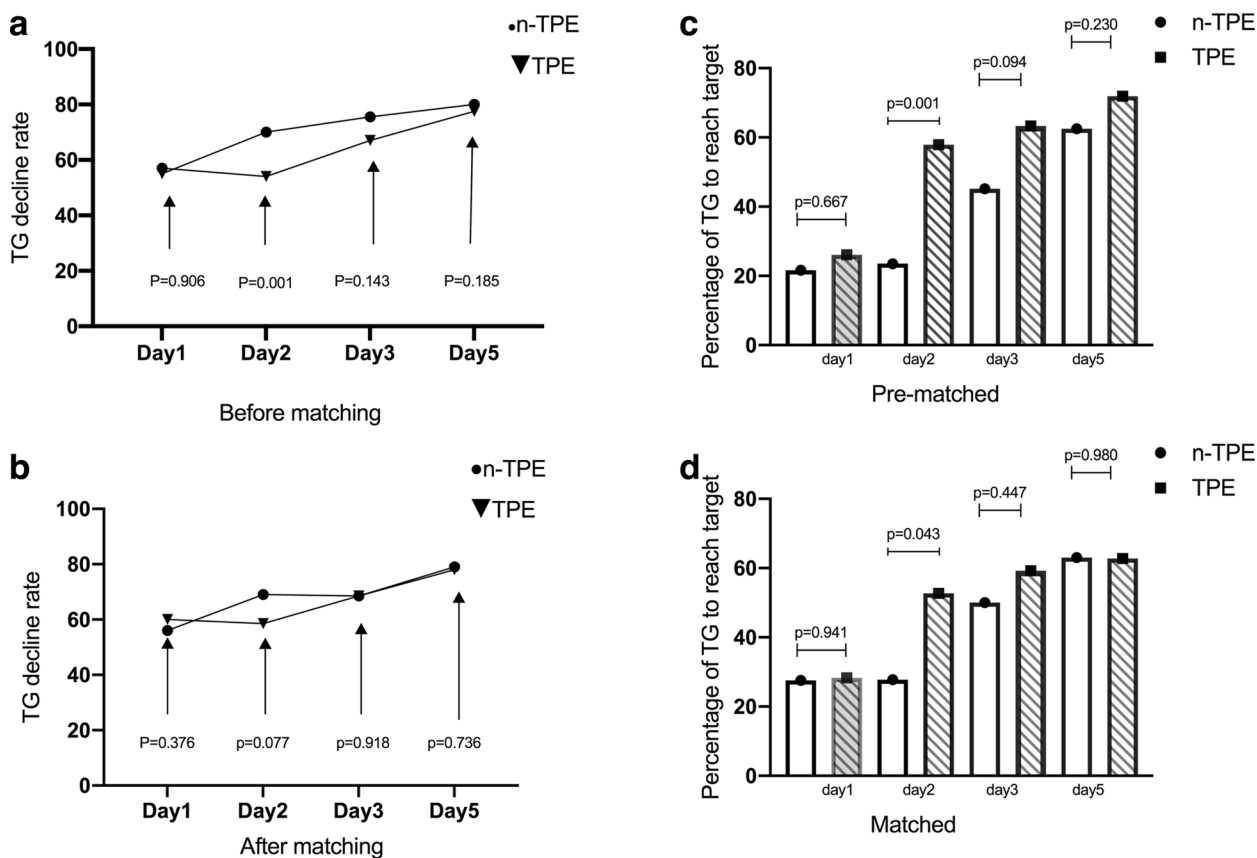 a
n-TPE
TPE
TG decline rate
100
80
60
40
20
0
P=0.906
P=0.001
P=0.143
P=0.185
Day1
Day2
Day3
Day5
Before matching
b
n-TPE
TPE
TG decline rate
100
80
60
40
20
0
P=0.376
p=0.077
p=0.918
p=0.736
Day1
Day2
Day3
Day5
After matching
c
n-TPE
TPE
Percentage of TG to reach target
80
60
40
20
0
p=0.667
p=0.001
p=0.094
p=0.230
day1
day2
day3
day5
Pre-matched
d
n-TPE
TPE
Percentage of TG to reach target
80
60
40
20
0
p=0.941
p=0.043
p=0.447
p=0.980
day1
day2
day3
day5
Matched